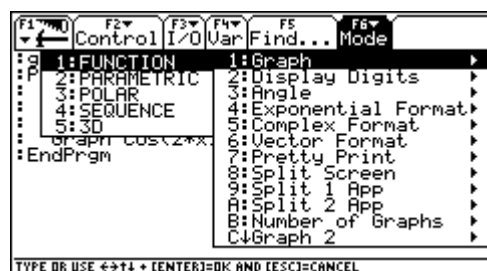 F1 F2 Control F3 I/O F4 Var F5 Find... F6 Mode
1:FUNCTION
2:PARAMETRIC
3:POLAR
4:SEQUENCE
5:3D
1:Graph
2:Display Digits
3:Angle
4:Exponential Format
5:Complex Format
6:Vector Format
7:Pretty Print
8:Split Screen
9:Split 1 App
A:Split 2 App
B:Number of Graphs
C↓Graph 2
:g
:P
:
:
:
: Graph cos(2*x
:EndPrgm
TYPE OR USE ←→↑↓ + [ENTER]=OK AND [ESC]=CANCEL